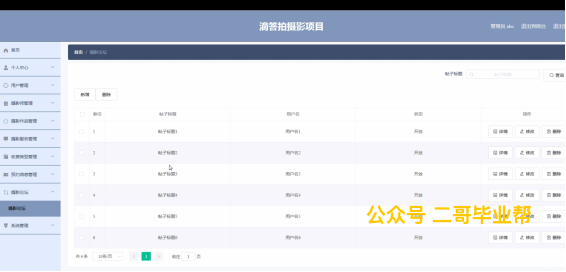 滴答拍摄影项目
管理员 abo 退出到前台 退出
首页
首页 / 摄影论坛
个人中心
用户管理
摄影师管理
摄影作品管理
摄影服务管理
收费类型管理
预约消息管理
摄影论坛
摄影论坛
系统管理
帖子标题 帖子标题 查询
新增 删除
索引 帖子标题 用户名 状态 操作
1 帖子标题1 用户名1 开放 详情 修改 删除
2 帖子标题2 用户名2 开放 详情 修改 删除
3 帖子标题3 用户名3 开放 详情 修改 删除
4 帖子标题4 用户名4 开放 详情 修改 删除
5 帖子标题5 用户名5 开放 详情 修改 删除
6 帖子标题6 用户名6 开放 详情 修改 删除
公众号 二哥毕业帮
共 6 条 10条/页 1 前往 1 页